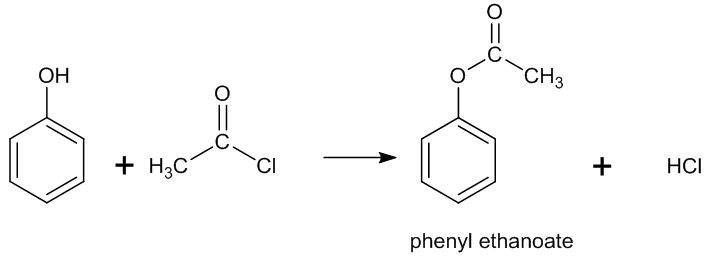 O
OH
O
C
O
CH3
+
H3C
C
Cl
+
HCl
phenyl ethanoate